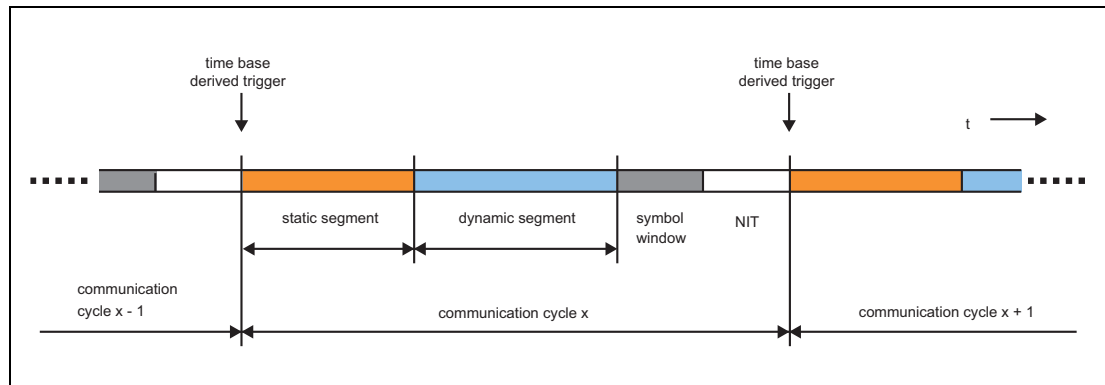 time base
derived trigger
time base
derived trigger
t
static segment
dynamic segment
symbol
window
NIT
communication
cycle x - 1
communication cycle x
communication cycle x + 1